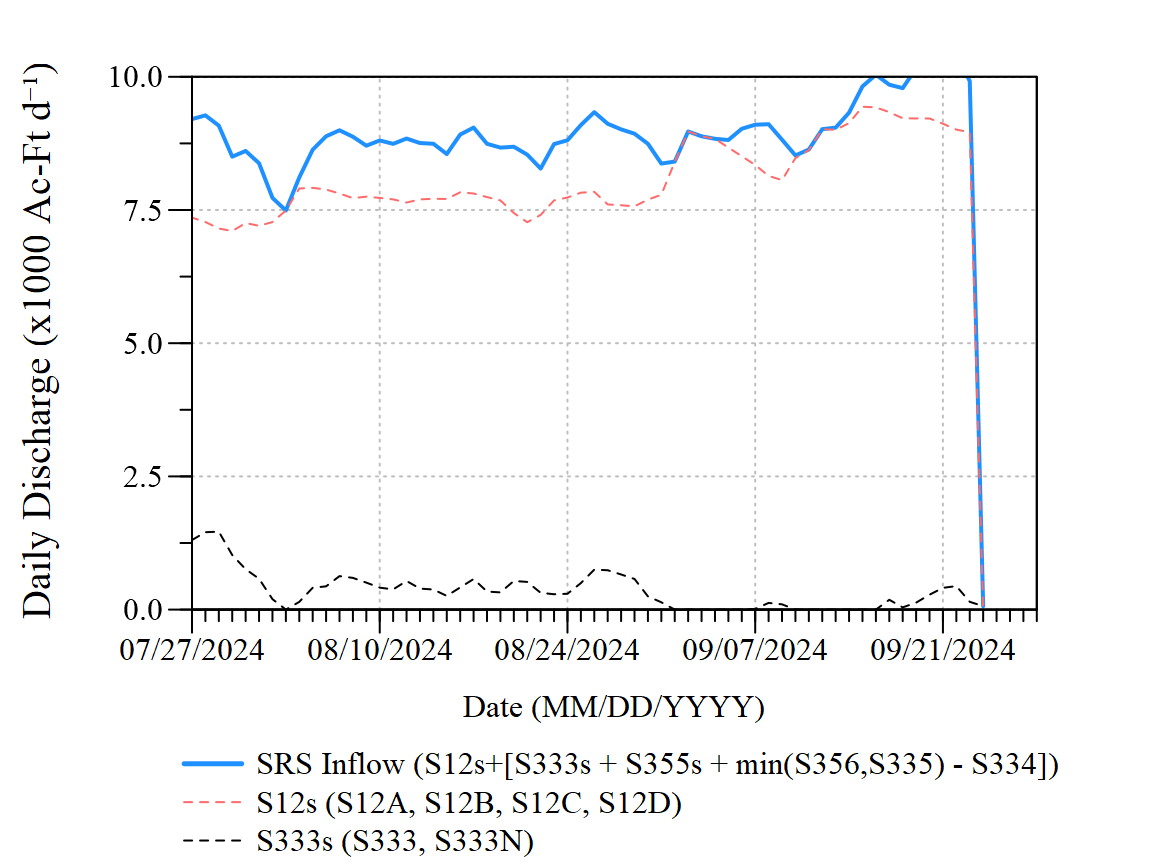 Daily Discharge (x1000 Ac-Ft d⁻¹)
10.0
7.5
5.0
2.5
0.0
07/27/2024 08/10/2024 08/24/2024 09/07/2024 09/21/2024
Date (MM/DD/YYYY)
SRS Inflow (S12s+[S333s + S355s + min(S356,S335) - S334])
S12s (S12A, S12B, S12C, S12D)
S333s (S333, S333N)